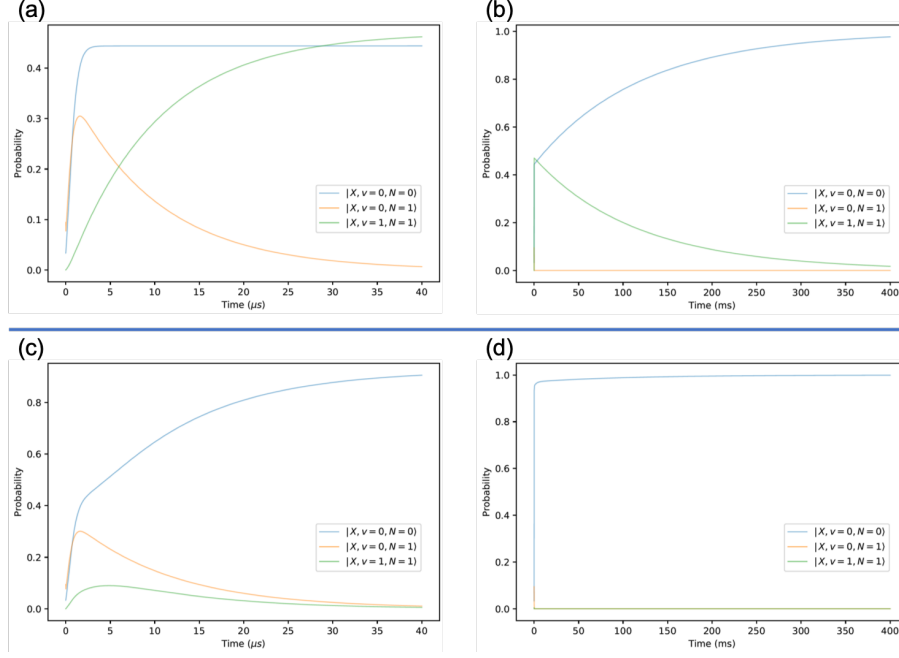 (a)
Probability
0.4
0.3
0.2
0.1
0.0
|X, v = 0, N = 0⟩
|X, v = 0, N = 1⟩
|X, v = 1, N = 1⟩
0 5 10 15 20 25 30 35 40
Time (μs)
(b)
Probability
1.0
0.8
0.6
0.4
0.2
0.0
|X, v = 0, N = 0⟩
|X, v = 0, N = 1⟩
|X, v = 1, N = 1⟩
0 50 100 150 200 250 300 350 400
Time (ms)
(c)
Probability
0.8
0.6
0.4
0.2
0.0
|X, v = 0, N = 0⟩
|X, v = 0, N = 1⟩
|X, v = 1, N = 1⟩
0 5 10 15 20 25 30 35 40
Time (μs)
(d)
Probability
1.0
0.8
0.6
0.4
0.2
0.0
|X, v = 0, N = 0⟩
|X, v = 0, N = 1⟩
|X, v = 1, N = 1⟩
0 50 100 150 200 250 300 350 400
Time (ms)